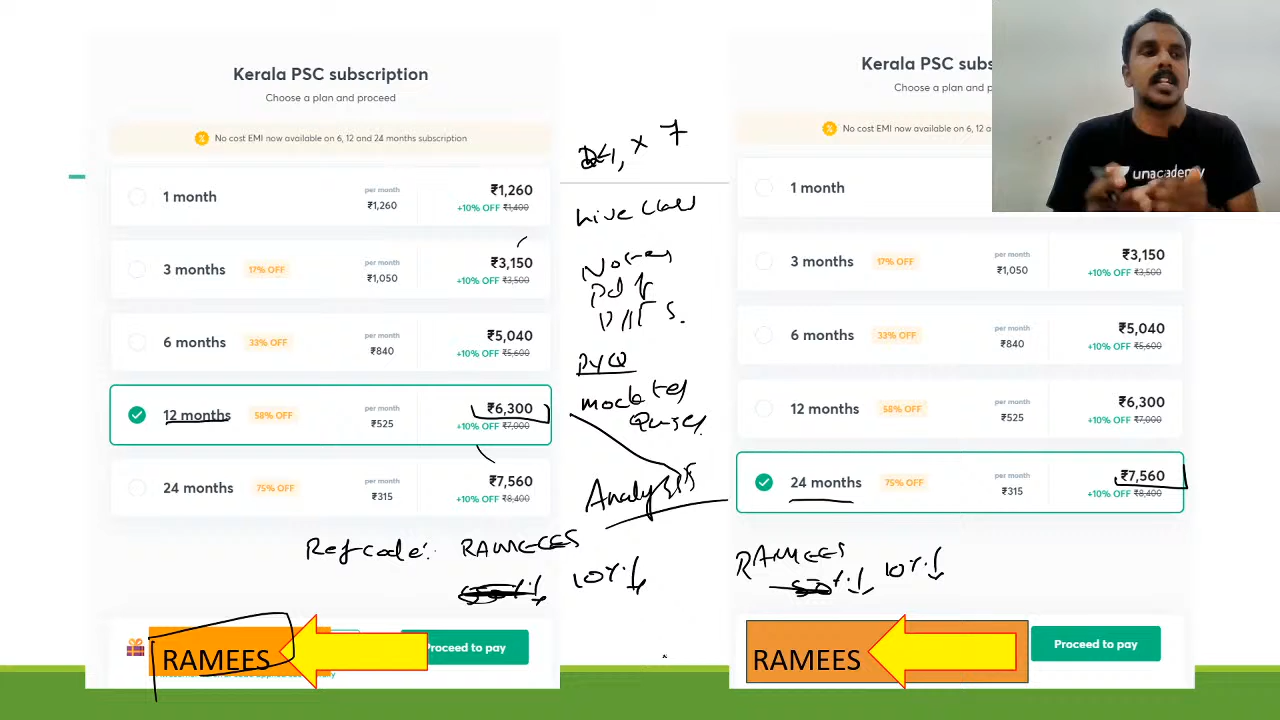 Kerala PSC subscription
Choose a plan and proceed
No cost EMI now available on 6, 12 and 24 months subscription
1 month per month ₹1,260 ₹1,260 +10% OFF ₹1,400
3 months 17% OFF per month ₹1,050 ₹3,150 +10% OFF ₹3,500
6 months 33% OFF per month ₹840 ₹5,040 +10% OFF ₹5,600
12 months 58% OFF per month ₹525 ₹6,300 +10% OFF ₹7,000
24 months 75% OFF per month ₹315 ₹7,560 +10% OFF ₹8,400
Ref code: RAMEES
10%
RAMEES
Proceed to pay
x 7
Live class
Notes
pdf
PYQ
mock test
Analysis
Kerala PSC subs
Choose a plan and p
No cost EMI now available on 6, 12 a
1 month
3 months 17% OFF per month ₹1,050 ₹3,150 +10% OFF ₹3,500
6 months 33% OFF per month ₹840 ₹5,040 +10% OFF ₹5,600
12 months 58% OFF per month ₹525 ₹6,300 +10% OFF ₹7,000
24 months 75% OFF per month ₹315 ₹7,560 +10% OFF ₹8,400
RAMEES
10%
RAMEES
Proceed to pay
unacademy